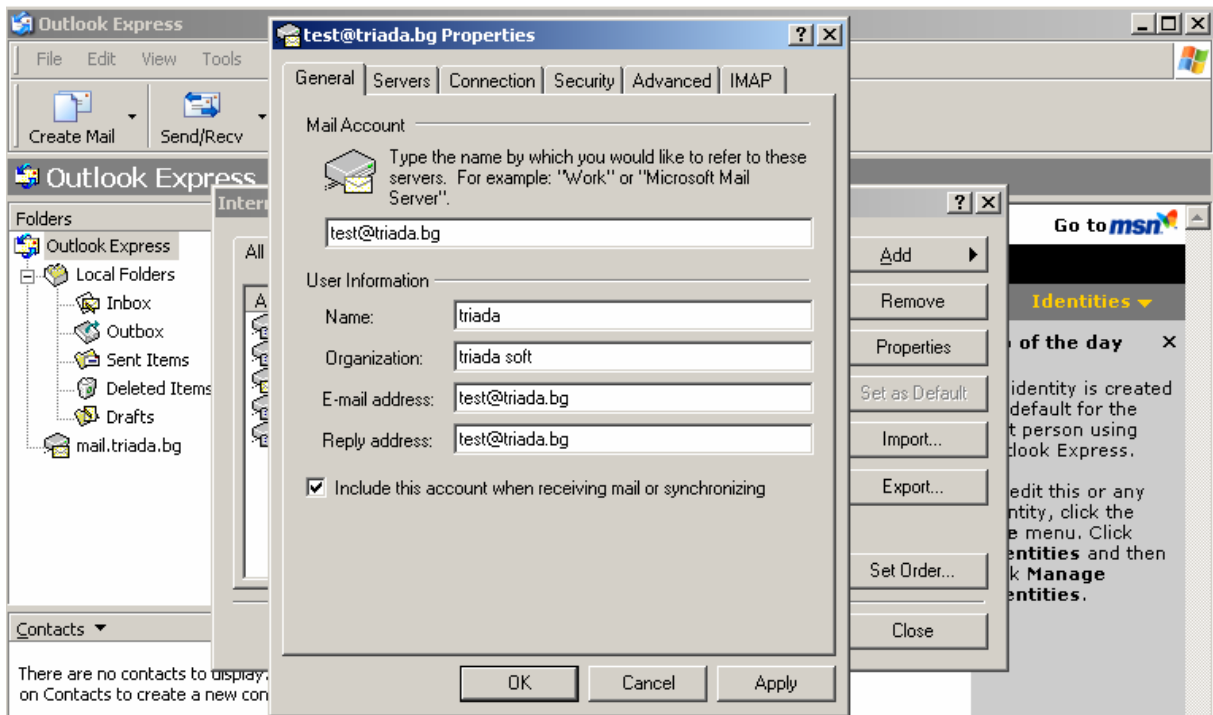 Outlook Express
File Edit View Tools
Create Mail
Send/Recv
Outlook Express
Folders
Outlook Express
Local Folders
Inbox
Outbox
Sent Items
Deleted Items
Drafts
mail.triada.bg
Contacts
There are no contacts to display.
on Contacts to create a new con
All
test@triada.bg Properties
General Servers Connection Security Advanced IMAP
Mail Account
Type the name by which you would like to refer to these
servers. For example: "Work" or "Microsoft Mail
Server".
test@triada.bg
User Information
Name: triada
Organization: triada soft
E-mail address: test@triada.bg
Reply address: test@triada.bg
Include this account when receiving mail or synchronizing
OK Cancel Apply
Add
Remove
Properties
Set as Default
Import...
Export...
Set Order...
Close
Go to msn
Identities
of the day
identity is created
default for the
person using
edit this or any
click the
menu. Click
and then
Manage